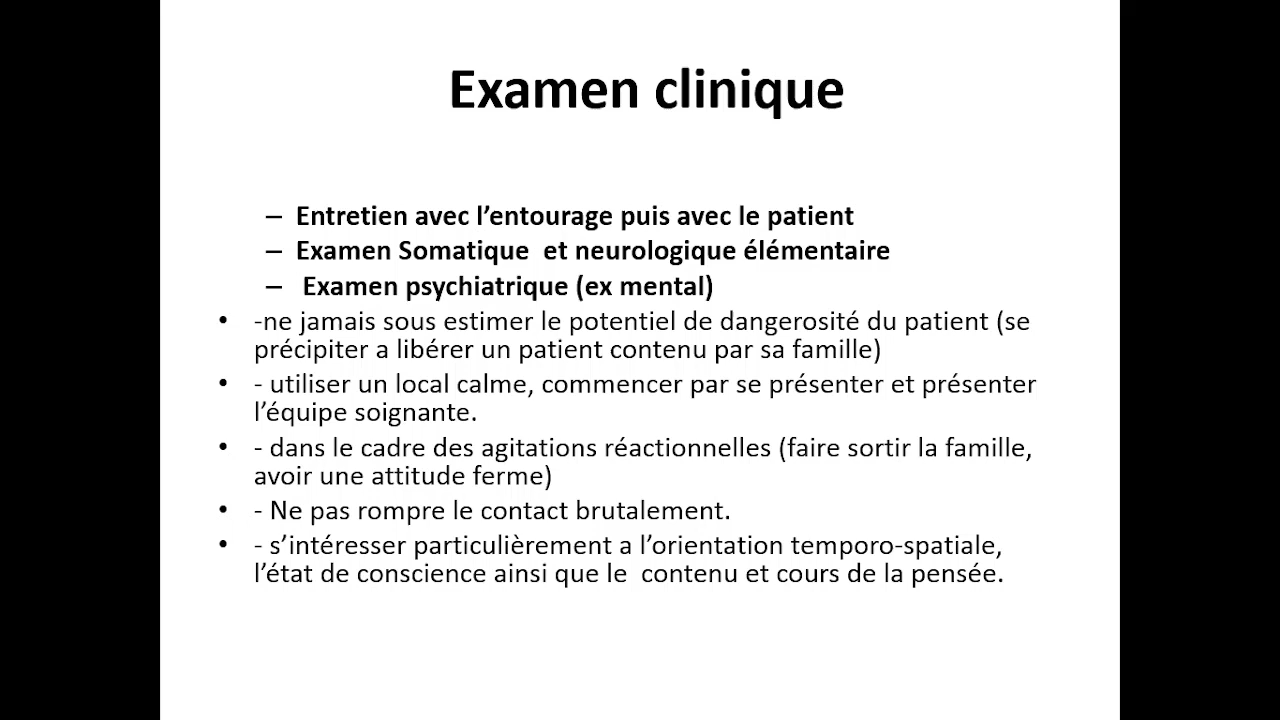 Examen clinique
– Entretien avec l’entourage puis avec le patient
– Examen Somatique  et neurologique élémentaire
–  Examen psychiatrique (ex mental)
• -ne jamais sous estimer le potentiel de dangerosité du patient (se
précipiter a libérer un patient contenu par sa famille)
• - utiliser un local calme, commencer par se présenter et présenter
l’équipe soignante.
• - dans le cadre des agitations réactionnelles (faire sortir la famille,
avoir une attitude ferme)
• - Ne pas rompre le contact brutalement.
• - s’intéresser particulièrement a l’orientation temporo-spatiale,
l’état de conscience ainsi que le  contenu et cours de la pensée.